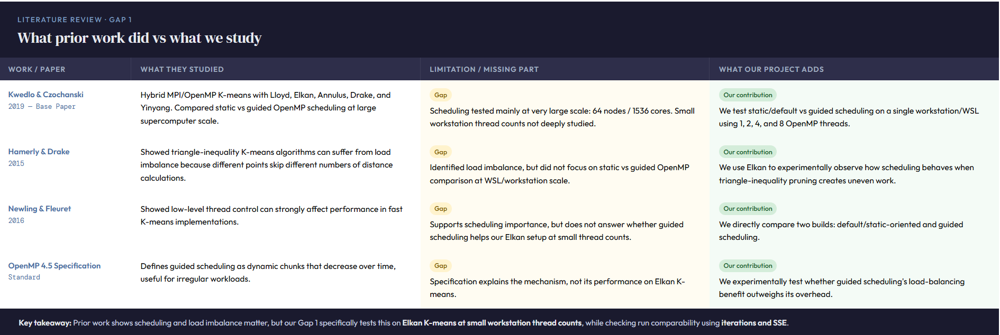 LITERATURE REVIEW · GAP 1
What prior work did vs what we study
WORK / PAPER
WHAT THEY STUDIED
LIMITATION / MISSING PART
WHAT OUR PROJECT ADDS
Kwedlo & Czochanski
2019 — Base Paper
Hybrid MPI/OpenMP K-means with Lloyd, Elkan, Annulus, Drake, and
Yinyang. Compared static vs guided OpenMP scheduling at large
supercomputer scale.
Gap
Scheduling tested mainly at very large scale: 64 nodes / 1536 cores. Small
workstation thread counts not deeply studied.
Our contribution
We test static/default vs guided scheduling on a single workstation/WSL
using 1, 2, 4, and 8 OpenMP threads.
Hamerly & Drake
2015
Showed triangle-inequality K-means algorithms can suffer from load
imbalance because different points skip different numbers of distance
calculations.
Gap
Identified load imbalance, but did not focus on static vs guided OpenMP
comparison at WSL/workstation scale.
Our contribution
We use Elkan to experimentally observe how scheduling behaves when
triangle-inequality pruning creates uneven work.
Newling & Fleuret
2016
Showed low-level thread control can strongly affect performance in fast
K-means implementations.
Gap
Supports scheduling importance, but does not answer whether guided
scheduling helps our Elkan setup at small thread counts.
Our contribution
We directly compare two builds: default/static-oriented and guided
scheduling.
OpenMP 4.5 Specification
Standard
Defines guided scheduling as dynamic chunks that decrease over time,
useful for irregular workloads.
Gap
Specification explains the mechanism, not its performance on Elkan K-
means.
Our contribution
We experimentally test whether guided scheduling's load-balancing
benefit outweighs its overhead.
Key takeaway: Prior work shows scheduling and load imbalance matter, but our Gap 1 specifically tests this on Elkan K-means at small workstation thread counts, while checking run comparability using iterations and SSE.